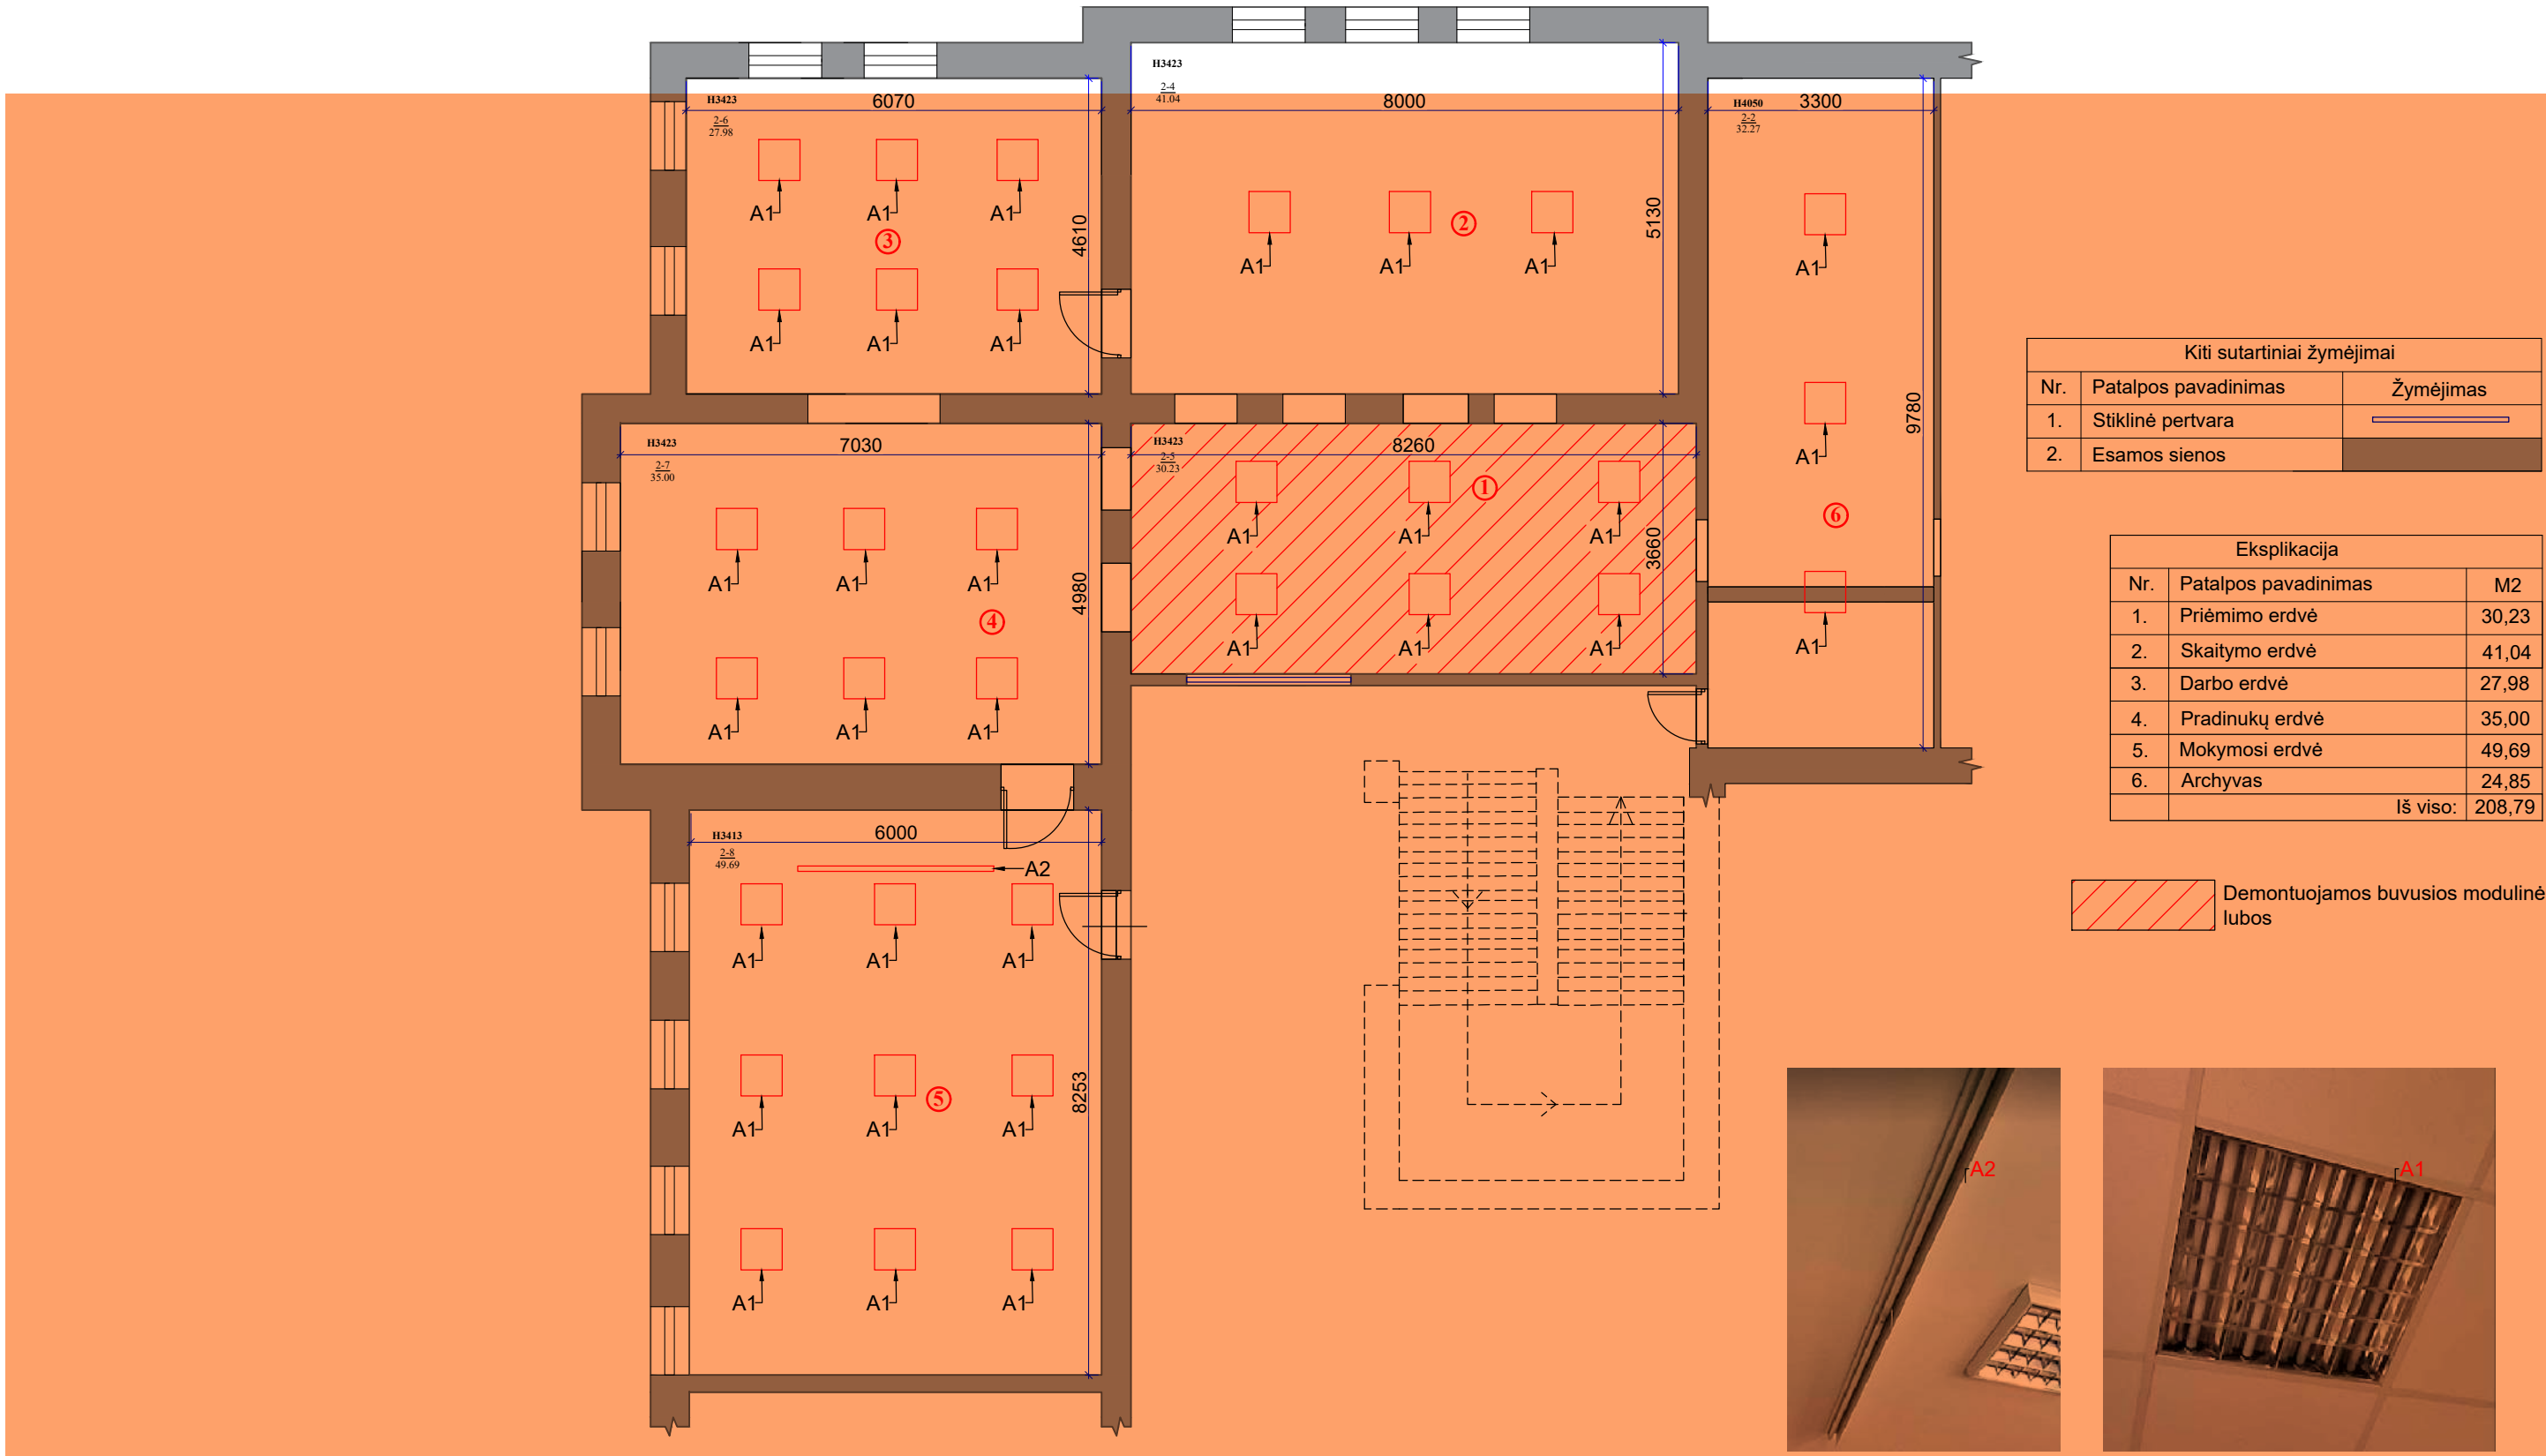 H3423
2-6
27.98
6070
4610
A1
A1
A1
3
A1
A1
A1
H3423
2-4
41.04
8000
5130
2
A1
A1
A1
H4050
2-2
32.27
3300
9780
A1
A1
6
A1
H3423
2-7
35.00
7030
4980
A1
A1
A1
4
A1
A1
A1
H3423
2-5
30.23
8260
3660
1
A1
A1
A1
A1
A1
A1
H3413
2-8
49.69
6000
8253
A2
A1
A1
A1
5
A1
A1
A1
A1
A1
A1
Kiti sutartiniai žymėjimai
Nr. Patalpos pavadinimas Žymėjimas
1. Stiklinė pertvara
2. Esamos sienos
Eksplikacija
Nr. Patalpos pavadinimas M2
1. Priėmimo erdvė 30,23
2. Skaitymo erdvė 41,04
3. Darbo erdvė 27,98
4. Pradinukų erdvė 35,00
5. Mokymosi erdvė 49,69
6. Archyvas 24,85
Iš viso: 208,79
Demontuojamos buvusios modulinė
lubos
A2
A1